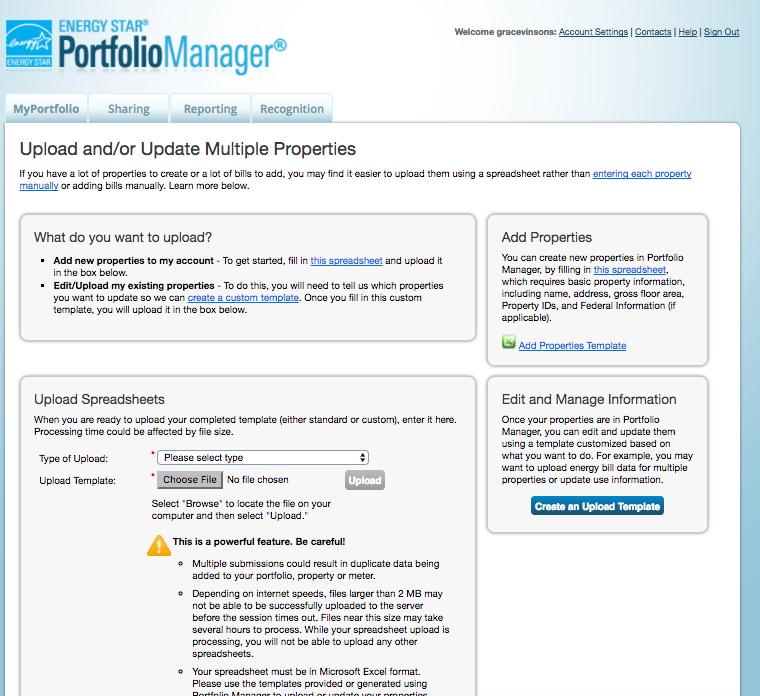 ENERGY STAR®
PortfolioManager®
ENERGY STAR
Welcome gracevinsons: Account Settings | Contacts | Help | Sign Out
MyPortfolio Sharing Reporting Recognition
Upload and/or Update Multiple Properties
If you have a lot of properties to create or a lot of bills to add, you may find it easier to upload them using a spreadsheet rather than entering each property
manually or adding bills manually. Learn more below.
What do you want to upload?
Add new properties to my account - To get started, fill in this spreadsheet and upload it
in the box below.
Edit/Upload my existing properties - To do this, you will need to tell us which properties
you want to update so we can create a custom template. Once you fill in this custom
template, you will upload it in the box below.
Add Properties
You can create new properties in Portfolio
Manager, by filling in this spreadsheet,
which requires basic property information,
including name, address, gross floor area,
Property IDs, and Federal Information (if
applicable).
Add Properties Template
Upload Spreadsheets
When you are ready to upload your completed template (either standard or custom), enter it here.
Processing time could be affected by file size.
Type of Upload: * Please select type
Upload Template: * Choose File No file chosen Upload
Select "Browse" to locate the file on your
computer and then select "Upload."
This is a powerful feature. Be careful!
Multiple submissions could result in duplicate data being
added to your portfolio, property or meter.
Depending on internet speeds, files larger than 2 MB may
not be able to be successfully uploaded to the server
before the session times out. Files near this size may take
several hours to process. While your spreadsheet upload is
processing, you will not be able to upload any other
spreadsheets.
Your spreadsheet must be in Microsoft Excel format.
Please use the templates provided or generated using
Portfolio Manager to upload or update your properties
Edit and Manage Information
Once your properties are in Portfolio
Manager, you can edit and update them
using a template customized based on
what you want to do. For example, you may
want to upload energy bill data for multiple
properties or update use information.
Create an Upload Template